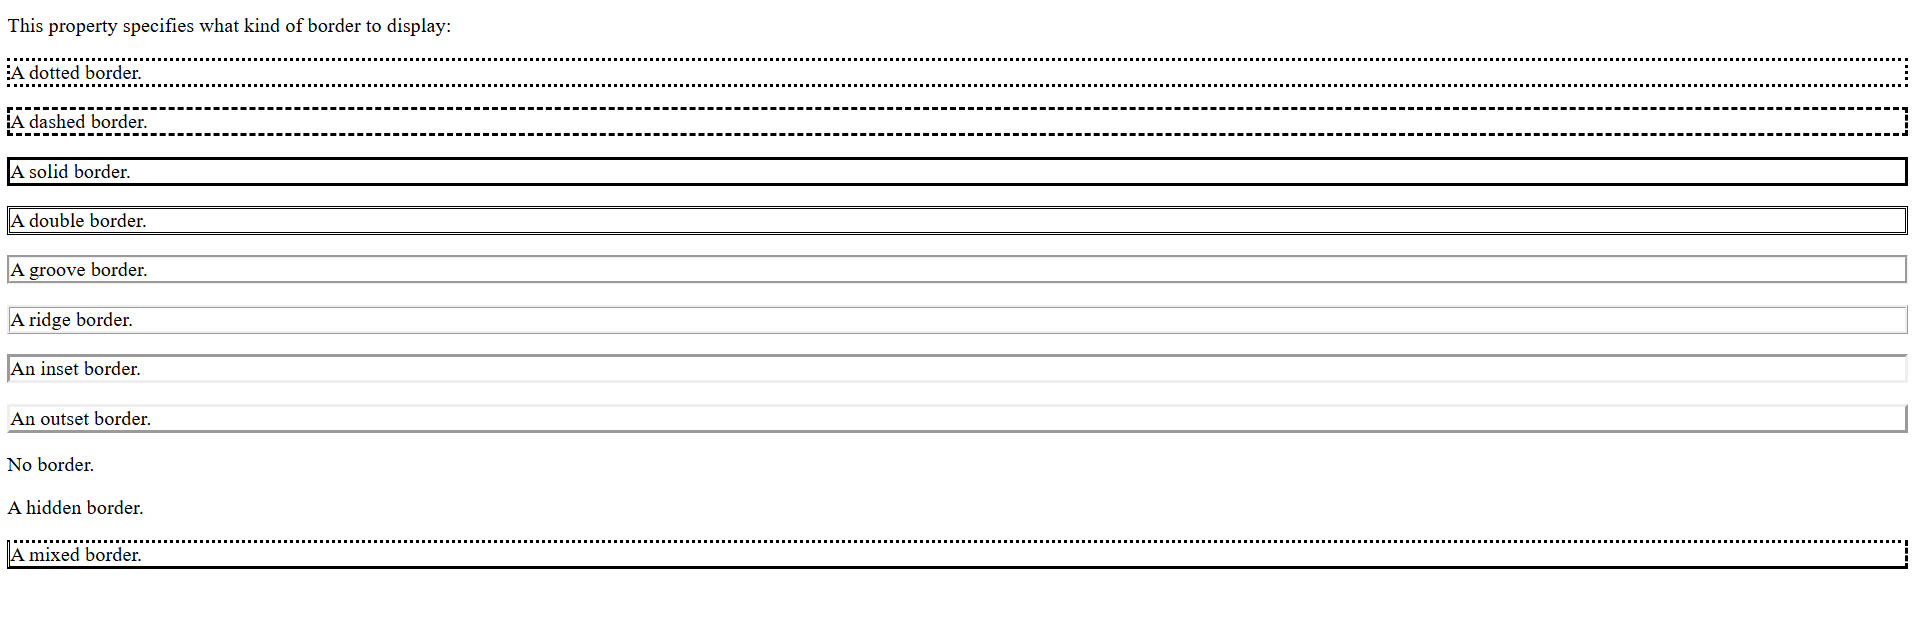 This property specifies what kind of border to display:
A dotted border.
A dashed border.
A solid border.
A double border.
A groove border.
A ridge border.
An inset border.
An outset border.
No border.
A hidden border.
A mixed border.